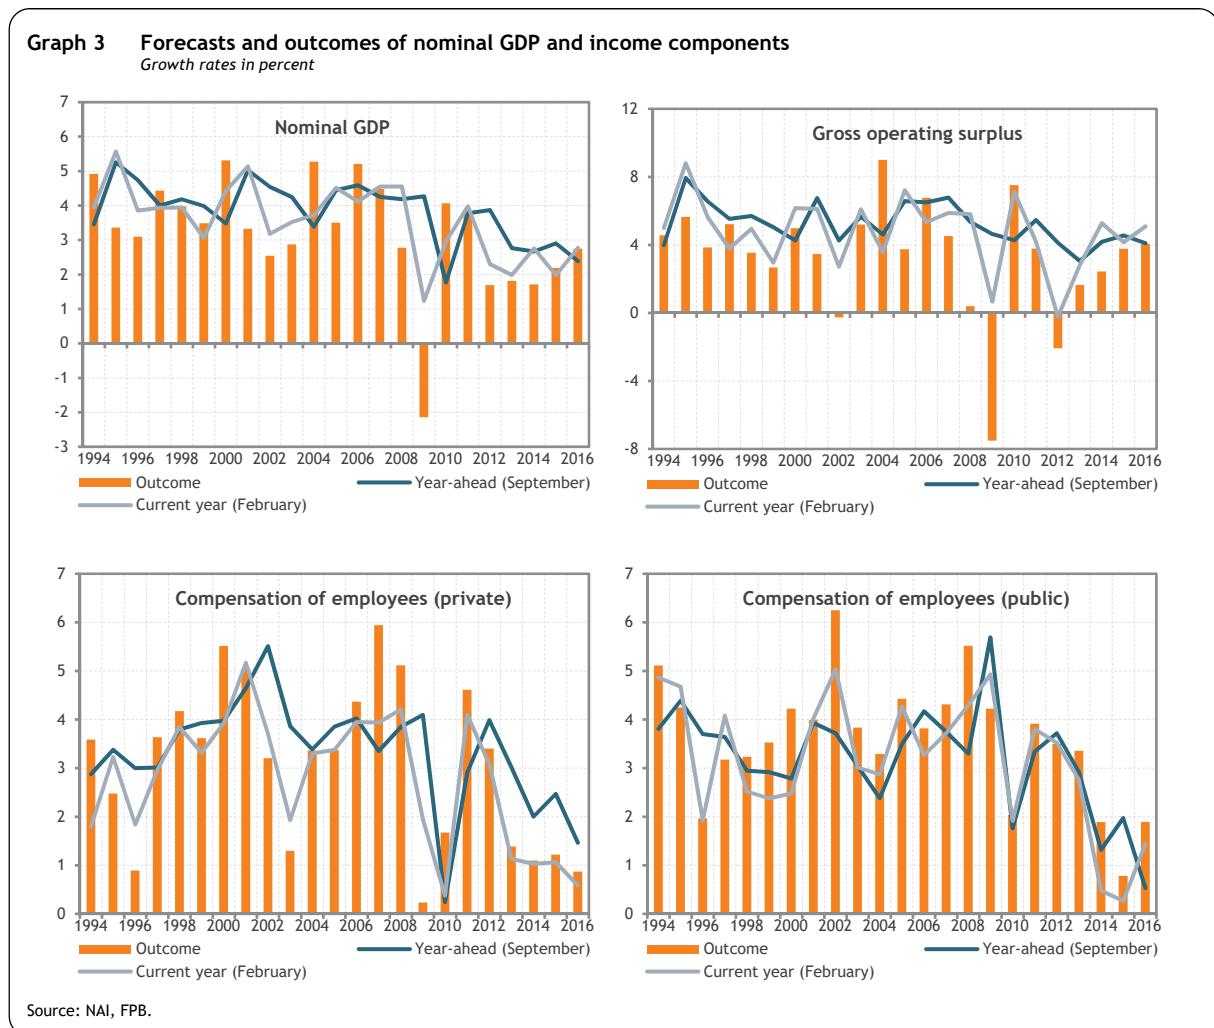 Graph 3 Forecasts and outcomes of nominal GDP and income components
Growth rates in percent
Nominal GDP
7
6
5
4
3
2
1
0
-1
-2
-3
1994 1996 1998 2000 2002 2004 2006 2008 2010 2012 2014 2016
Outcome Year-ahead (September)
Current year (February)
Gross operating surplus
12
8
4
0
-4
-8
1994 1996 1998 2000 2002 2004 2006 2008 2010 2012 2014 2016
Outcome Year-ahead (September)
Current year (February)
Compensation of employees (private)
7
6
5
4
3
2
1
0
1994 1996 1998 2000 2002 2004 2006 2008 2010 2012 2014 2016
Outcome Year-ahead (September)
Current year (February)
Compensation of employees (public)
7
6
5
4
3
2
1
0
1994 1996 1998 2000 2002 2004 2006 2008 2010 2012 2014 2016
Outcome Year-ahead (September)
Current year (February)
Source: NAI, FPB.